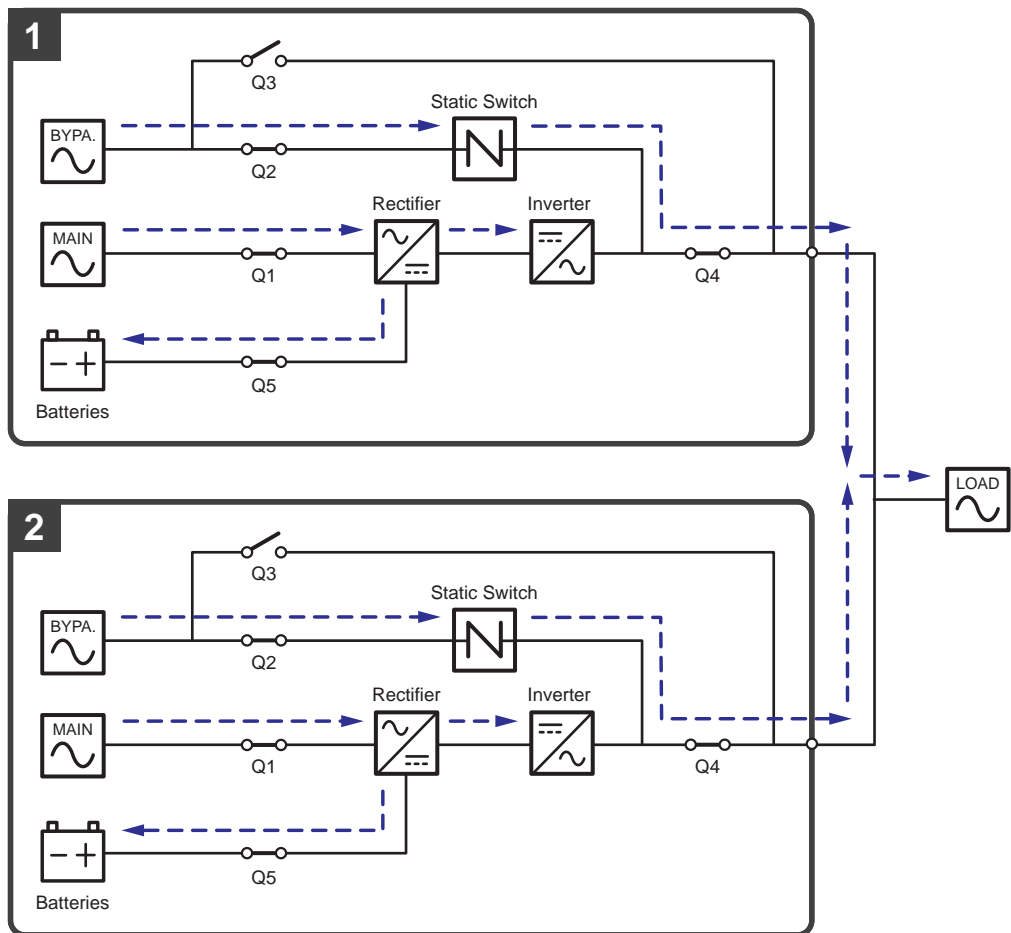 1
Q3
Static Switch
BYPA.
Q2
Rectifier
Inverter
MAIN
Q1
Q4
Q5
Batteries
LOAD
2
Q3
Static Switch
BYPA.
Q2
Rectifier
Inverter
MAIN
Q1
Q4
Q5
Batteries